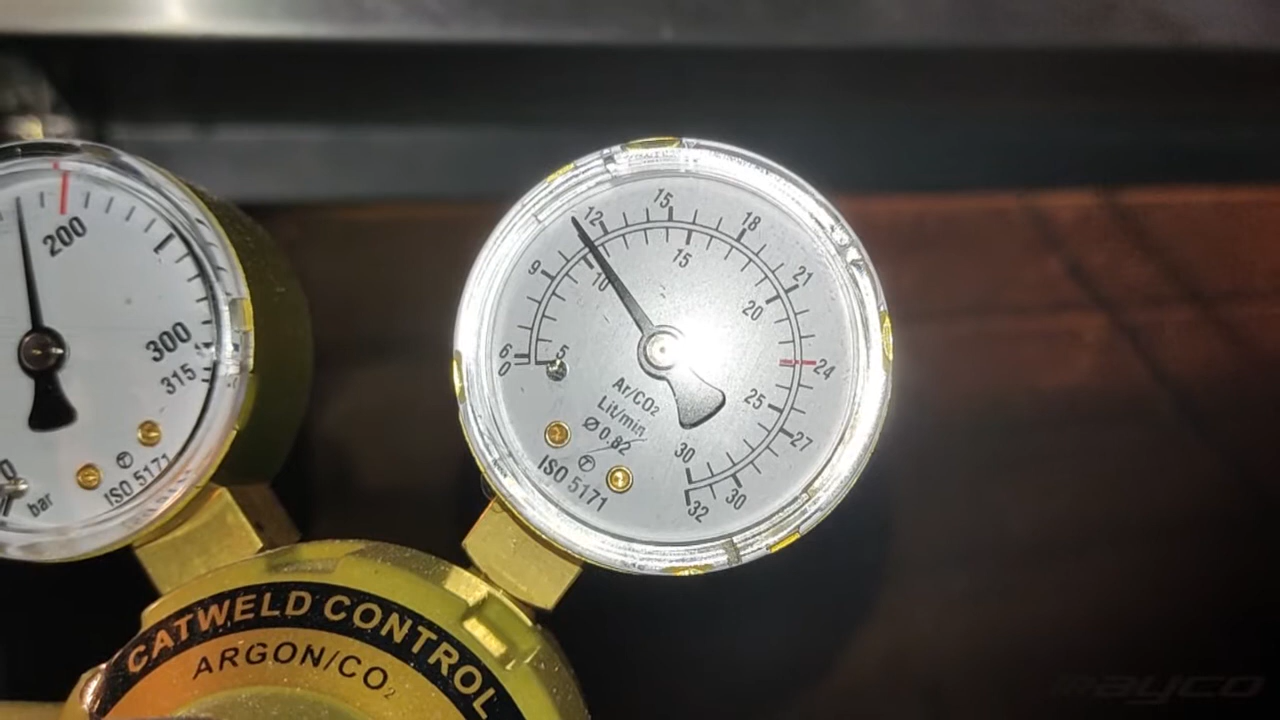 200
300
315
0
bar
ISO 5171
6
9
12
15
18
21
24
27
30
32
0
5
10
15
20
25
30
Ar/CO₂
Lit/min
Ø 0.82
T
ISO 5171
CATWELD CONTROL
ARGON/CO₂